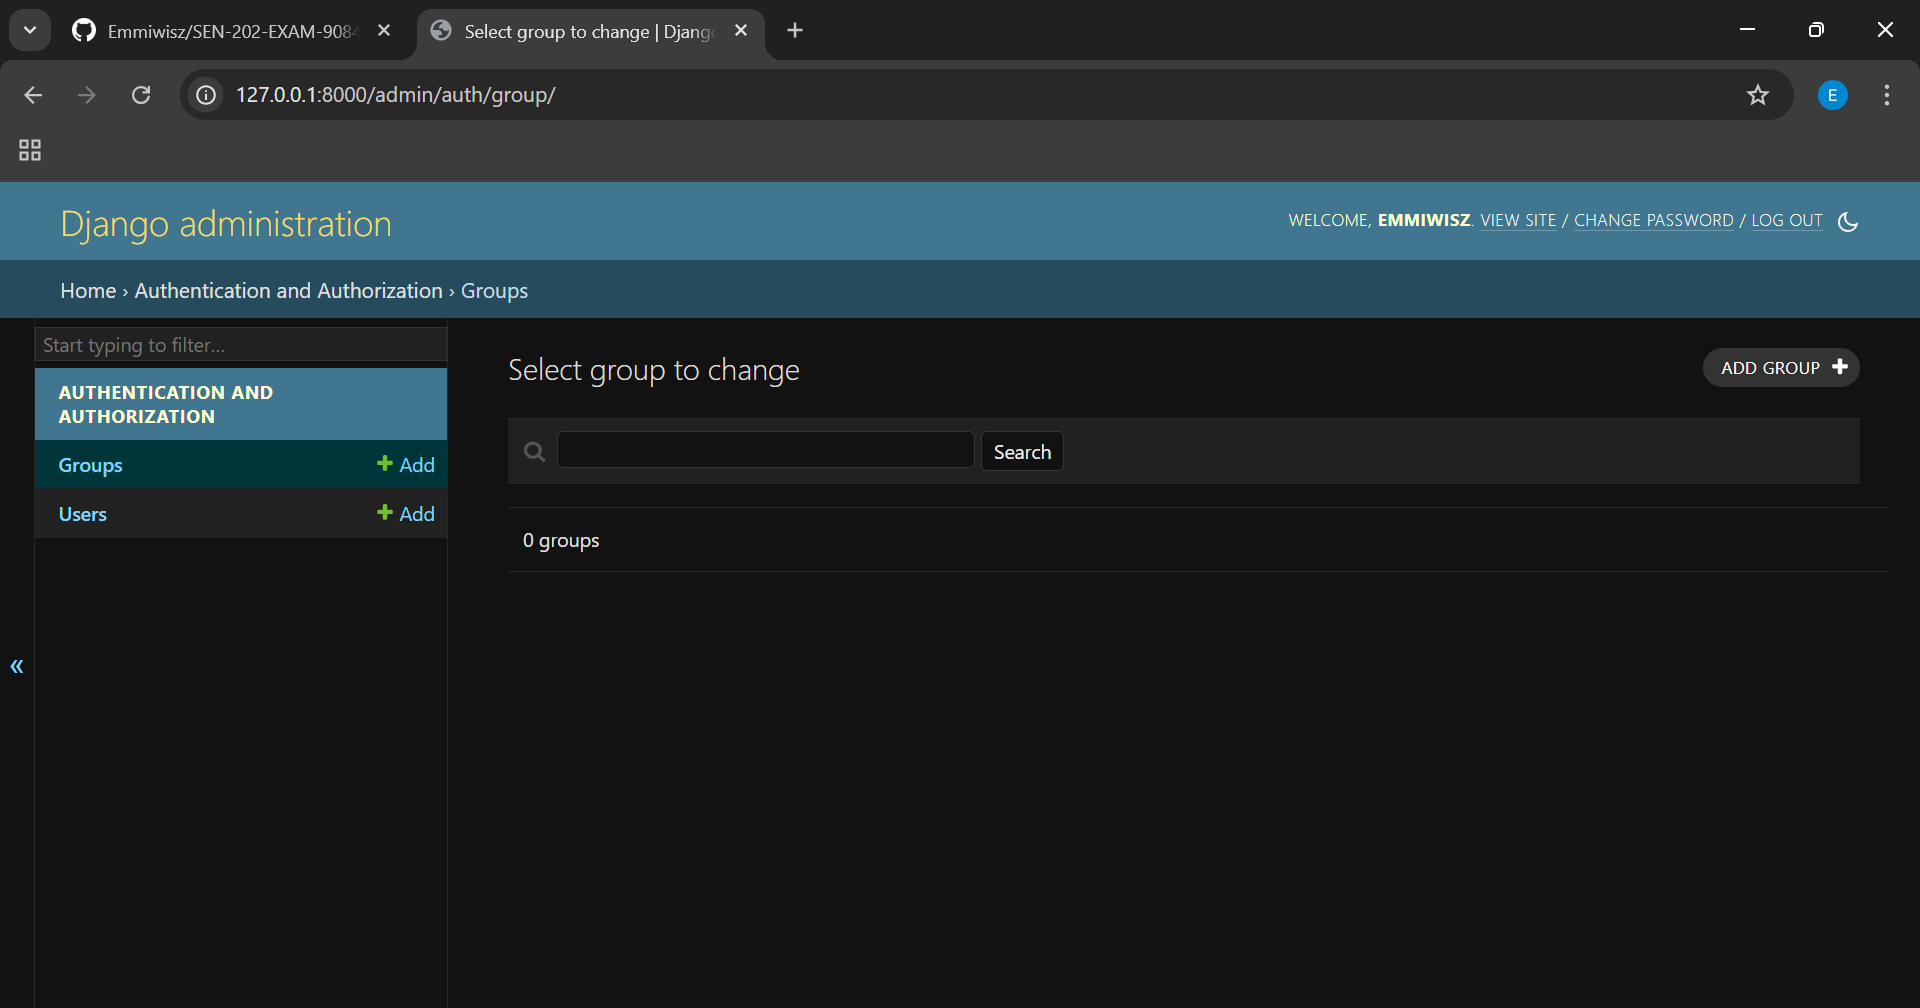 Emmiwisz/SEN-202-EXAM-908
Select group to change | Djang
127.0.0.1:8000/admin/auth/group/
E
Django administration
WELCOME, EMMIWISZ. VIEW SITE / CHANGE PASSWORD / LOG OUT
Home › Authentication and Authorization › Groups
Start typing to filter...
AUTHENTICATION AND
AUTHORIZATION
Groups
Add
Users
Add
«
Select group to change
ADD GROUP
Search
0 groups